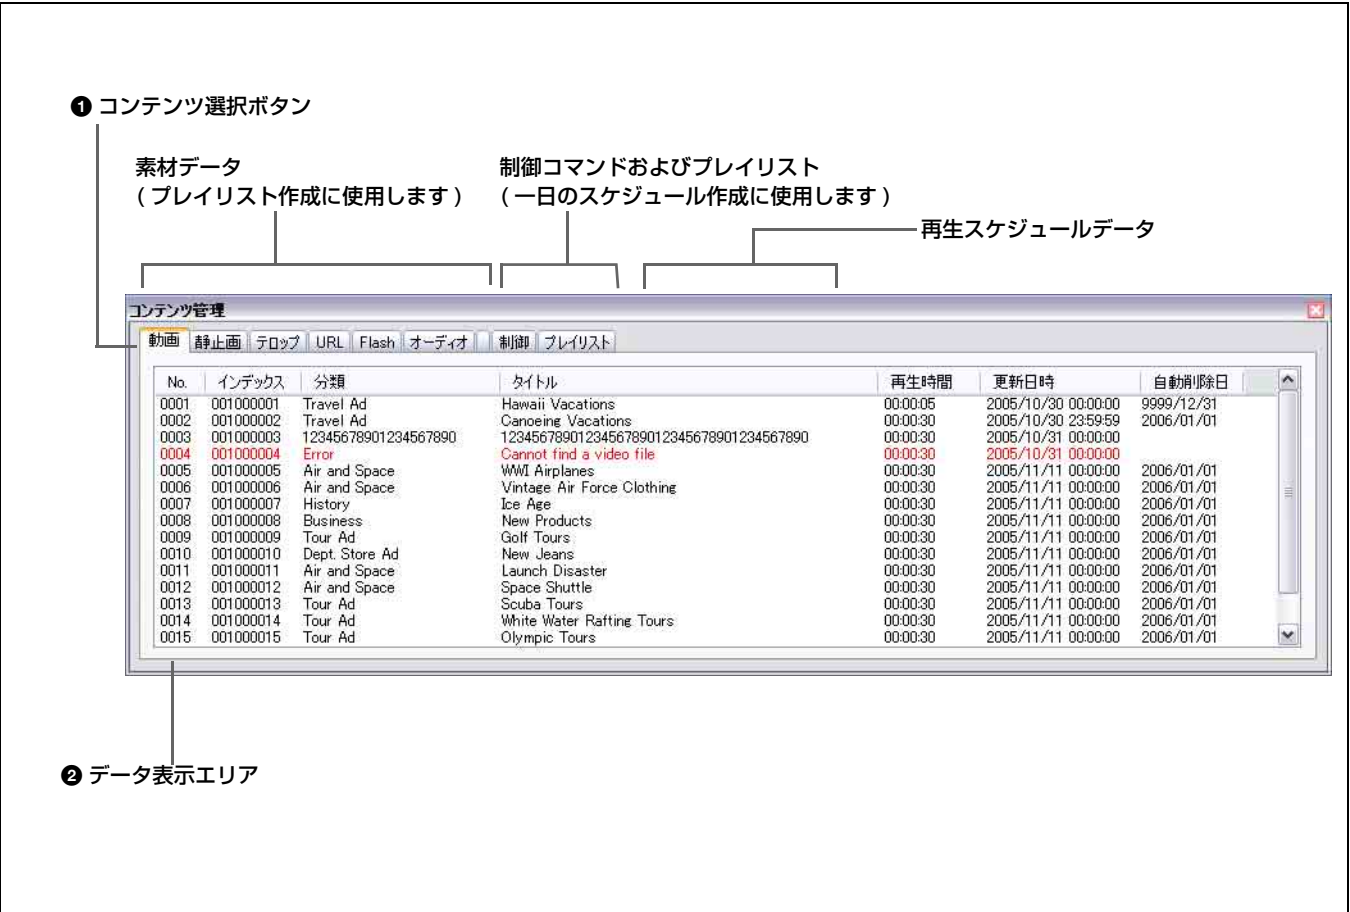 ❶ コンテンツ選択ボタン
素材データ
( プレイリスト作成に使用します )
制御コマンドおよびプレイリスト
( 一日のスケジュール作成に使用します )
再生スケジュールデータ
コンテンツ管理
動画 静止画 テロップ URL Flash オーディオ 制御 プレイリスト
No. インデックス 分類 タイトル 再生時間 更新日時 自動削除日
0001 001000001 Travel Ad Hawaii Vacations 00:00:05 2005/10/30 00:00:00 9999/12/31
0002 001000002 Travel Ad Canoeing Vacations 00:00:30 2005/10/30 23:59:59 2006/01/01
0003 001000003 12345678901234567890 1234567890123456789012345678901234567890 00:00:30 2005/10/31 00:00:00
0004 001000004 Error Cannot find a video file 00:00:30 2005/10/31 00:00:00
0005 001000005 Air and Space WWI Airplanes 00:00:30 2005/11/11 00:00:00 2006/01/01
0006 001000006 Air and Space Vintage Air Force Clothing 00:00:30 2005/11/11 00:00:00 2006/01/01
0007 001000007 History Ice Age 00:00:30 2005/11/11 00:00:00 2006/01/01
0008 001000008 Business New Products 00:00:30 2005/11/11 00:00:00 2006/01/01
0009 001000009 Tour Ad Golf Tours 00:00:30 2005/11/11 00:00:00 2006/01/01
0010 001000010 Dept. Store Ad New Jeans 00:00:30 2005/11/11 00:00:00 2006/01/01
0011 001000011 Air and Space Launch Disaster 00:00:30 2005/11/11 00:00:00 2006/01/01
0012 001000012 Air and Space Space Shuttle 00:00:30 2005/11/11 00:00:00 2006/01/01
0013 001000013 Tour Ad Scuba Tours 00:00:30 2005/11/11 00:00:00 2006/01/01
0014 001000014 Tour Ad White Water Rafting Tours 00:00:30 2005/11/11 00:00:00 2006/01/01
0015 001000015 Tour Ad Olympic Tours 00:00:30 2005/11/11 00:00:00 2006/01/01
❷ データ表示エリア